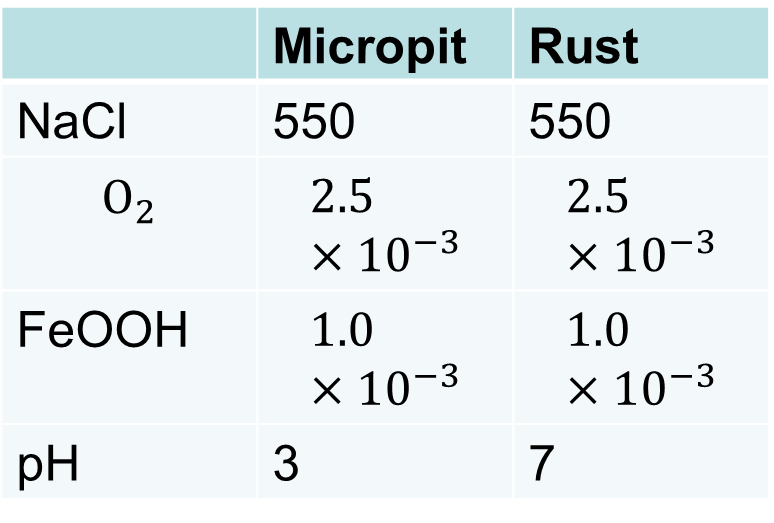 Micropit Rust
NaCl 550 550
O₂ 2.5 × 10⁻³ 2.5 × 10⁻³
FeOOH 1.0 × 10⁻³ 1.0 × 10⁻³
pH 3 7